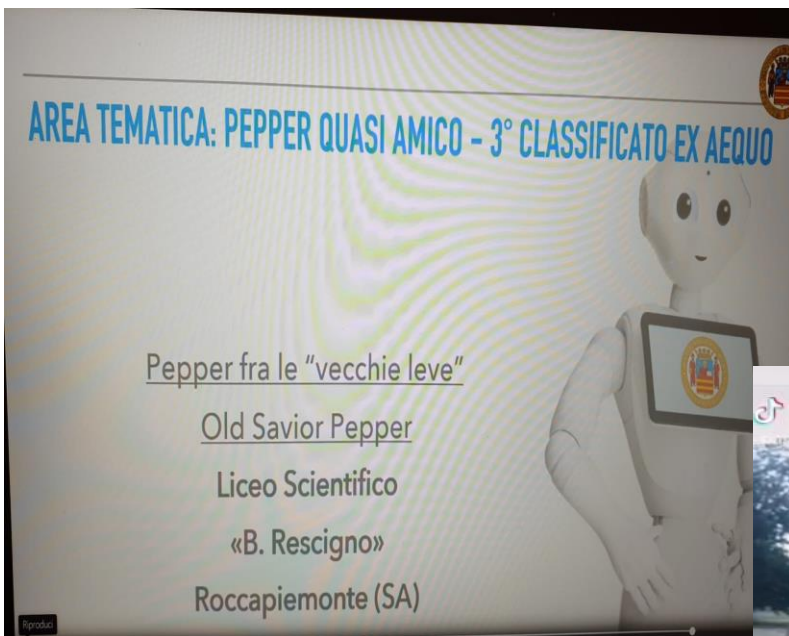 AREA TEMATICA: PEPPER QUASI AMICO – 3° CLASSIFICATO EX AEQUO
Pepper fra le "vecchie leve"
Old Savior Pepper
Liceo Scientifico
«B. Rescigno»
Roccapiemonte (SA)
Riproduci